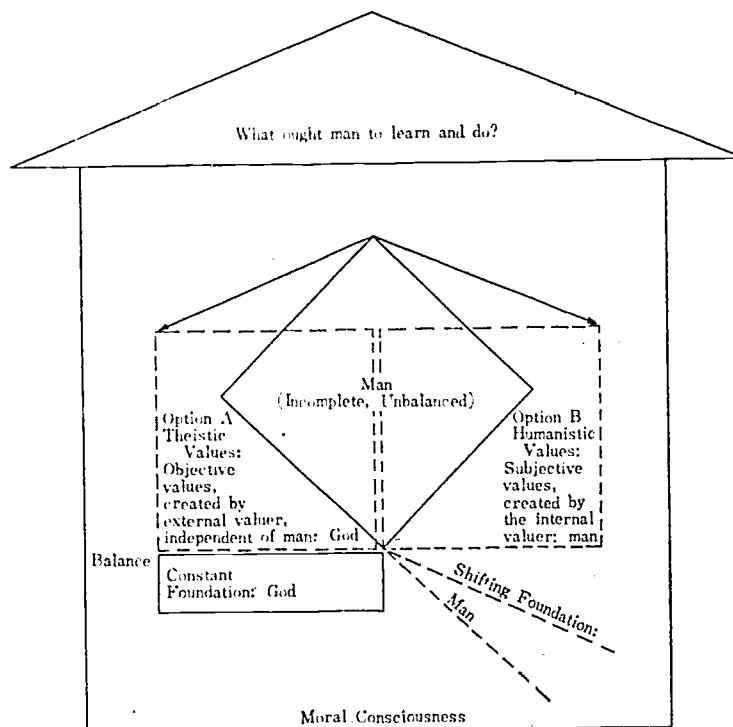 What ought man to learn and do?
Man
(Incomplete, Unbalanced)
Option A
Theistic
Values:
Objective
values,
created by
external valuer,
independent of man: God
Option B
Humanistic
Values:
Subjective
values,
created by
the internal
valuer: man
Balance
Constant
Foundation: God
Shifting Foundation:
Man
Moral Consciousness